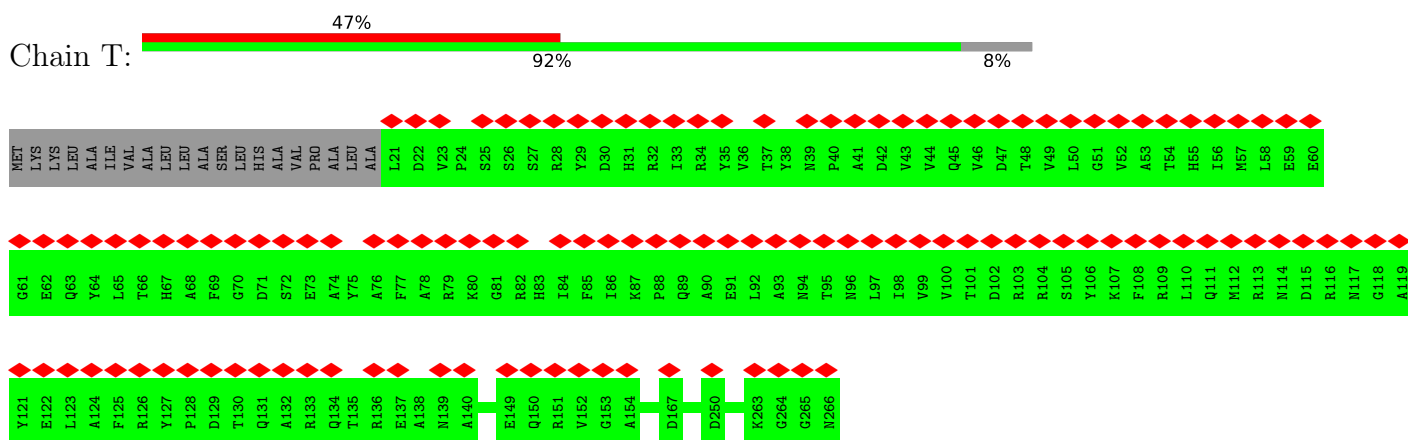 47%
Chain T:
92%
8%
MET LYS LYS LEU ALA ILE VAL ALA LEU LEU ALA SER LEU HIS ALA VAL PRO ALA LEU ALA L21 D22 V23 P24 S25 S26 S27 R28 Y29 D30 H31 R32 I33 R34 Y35 V36 T37 Y38 N39 P40 A41 D42 V43 V44 Q45 V46 D47 T48 V49 L50 G51 V52 A53 T54 H55 I56 M57 L58 E59 E60
G61 E62 Q63 Y64 L65 T66 H67 A68 F69 G70 D71 S72 E73 A74 Y75 A76 F77 A78 R79 K80 G81 R82 H83 I84 F85 I86 K87 P88 Q89 A90 E91 L92 A93 N94 T95 N96 L97 I98 V99 V100 T101 D102 R103 R104 S105 Y106 K107 F108 R109 L110 Q111 M112 R113 N114 D115 R116 N117 G118 A119
Y121 E122 L123 A124 F125 R126 Y127 P128 D129 T130 Q131 A132 R133 Q134 T135 R136 E137 A138 N139 A140 E149 Q150 R151 V152 G153 A154 D167 D250 K263 G264 G265 N266